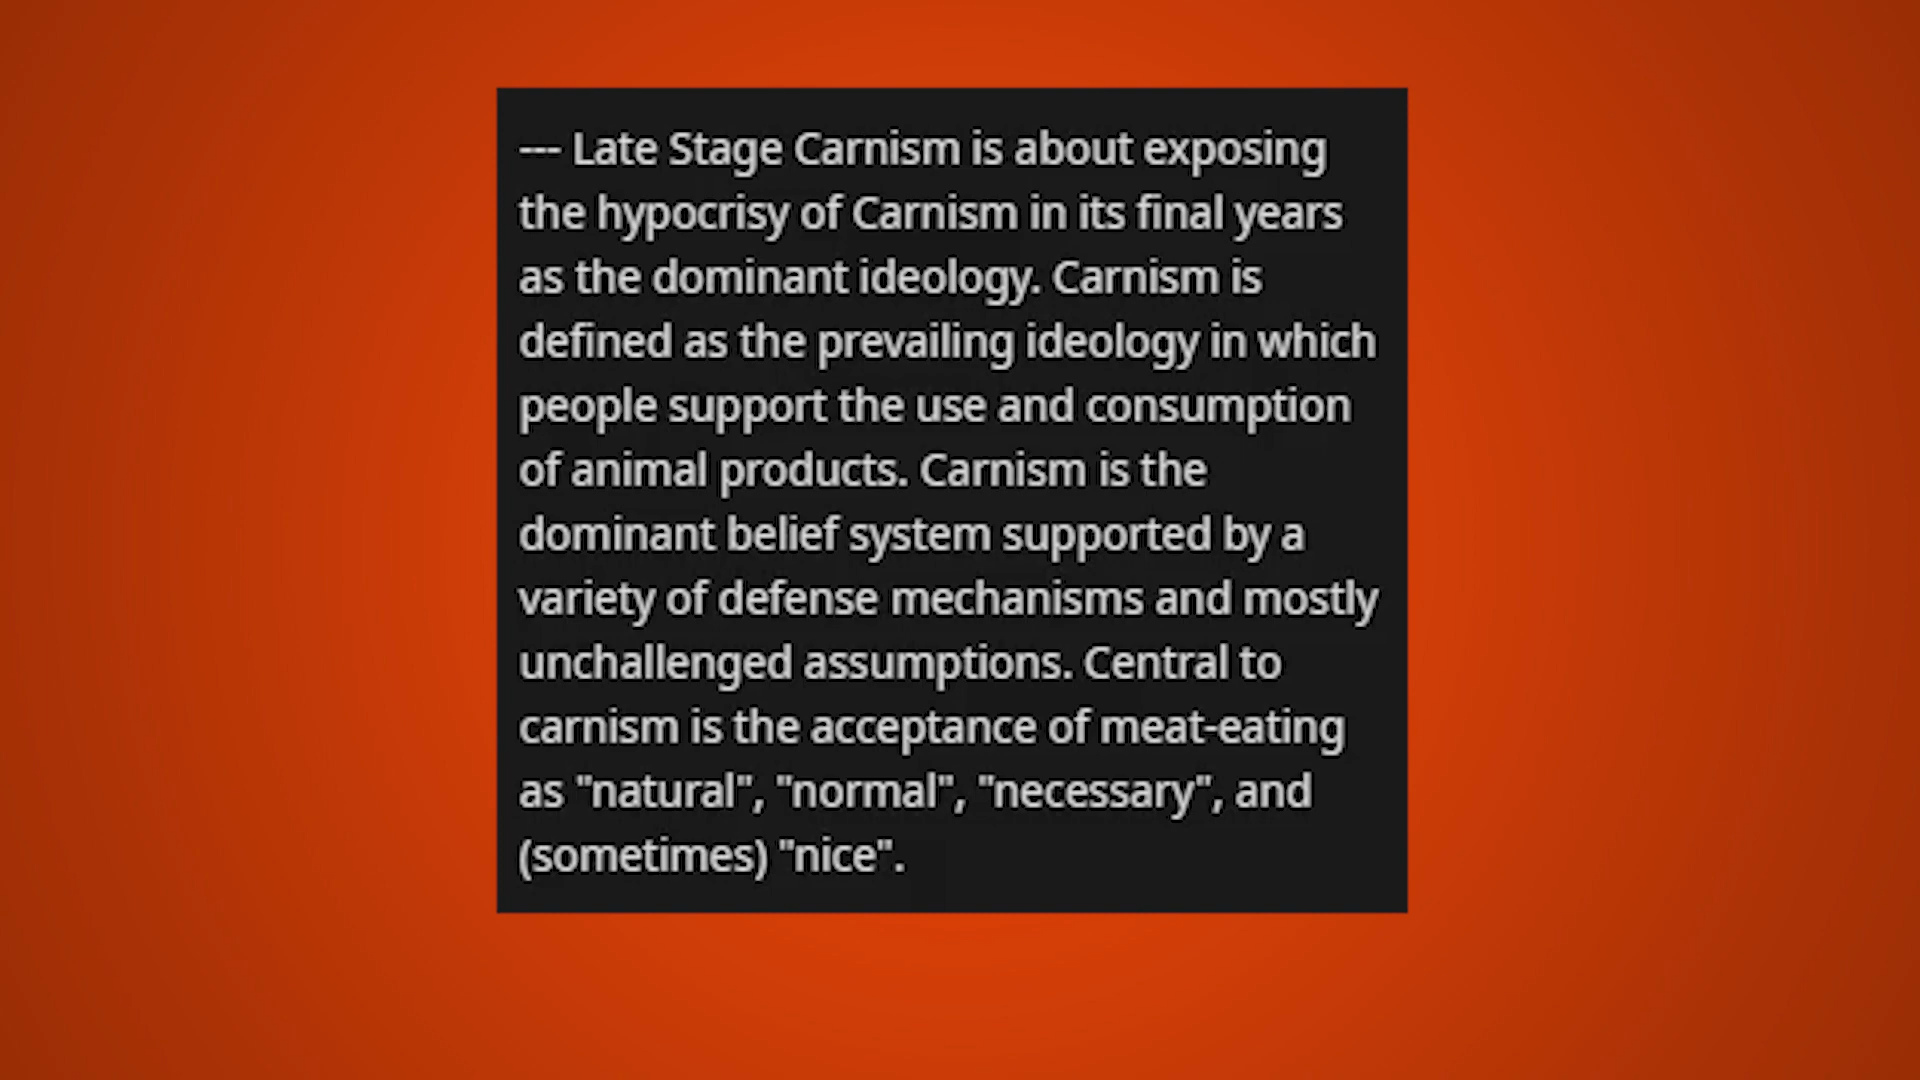 --- Late Stage Carnism is about exposing
the hypocrisy of Carnism in its final years
as the dominant ideology. Carnism is
defined as the prevailing ideology in which
people support the use and consumption
of animal products. Carnism is the
dominant belief system supported by a
variety of defense mechanisms and mostly
unchallenged assumptions. Central to
carnism is the acceptance of meat-eating
as "natural", "normal", "necessary", and
(sometimes) "nice".